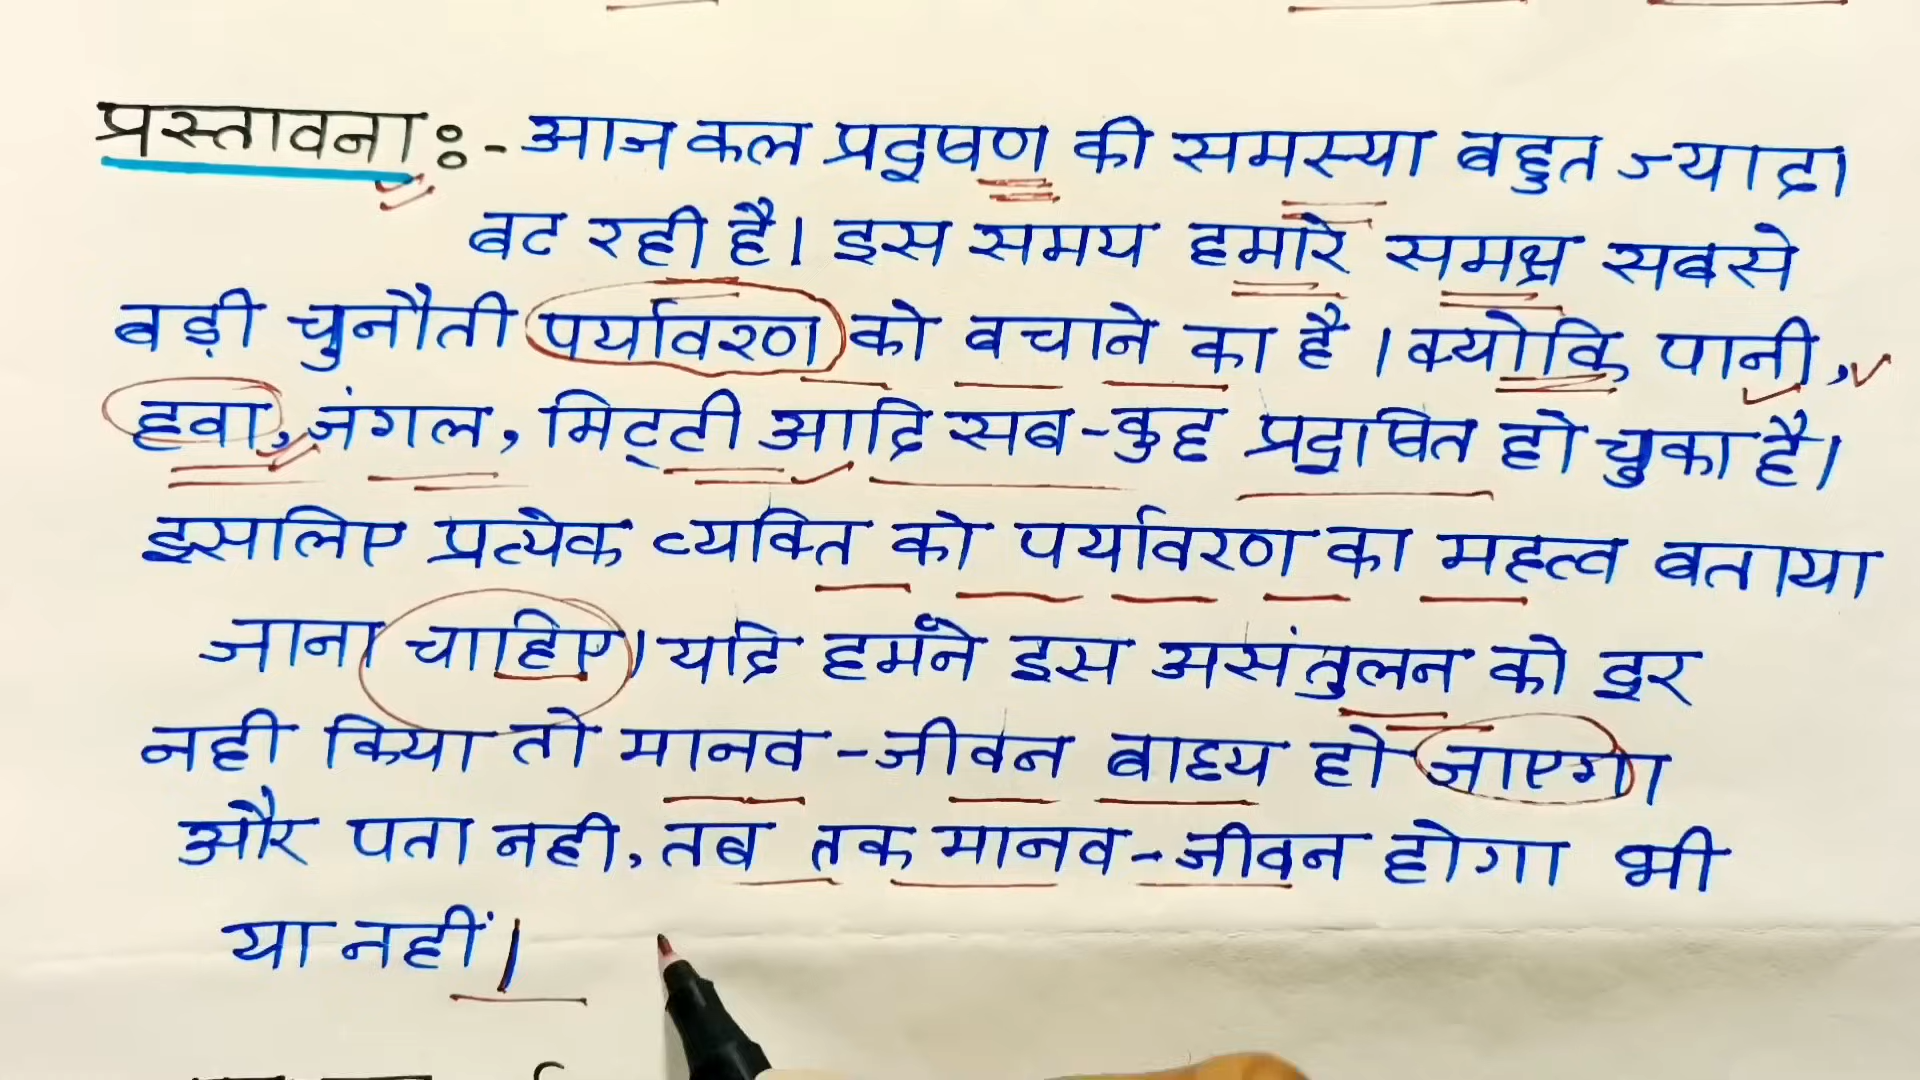 प्रस्तावना :- आज कल प्रदूषण की समस्या बहुत ज्यादा
बट रही है। इस समय हमारे समक्ष सबसे
बड़ी चुनौती पर्यावरण को बचाने का है। क्योकि पानी,
हवा, जंगल, मिट्टी आदि सब-कुछ प्रदूषित हो चुका है।
इसलिए प्रत्येक व्यक्ति को पर्यावरण का महत्व बताया
जाना चाहिए। यदि हमने इस असंतुलन को दूर
नही किया तो मानव-जीवन बाध्य हो जाएगा
और पता नही, तब तक मानव-जीवन होगा भी
या नहीं।